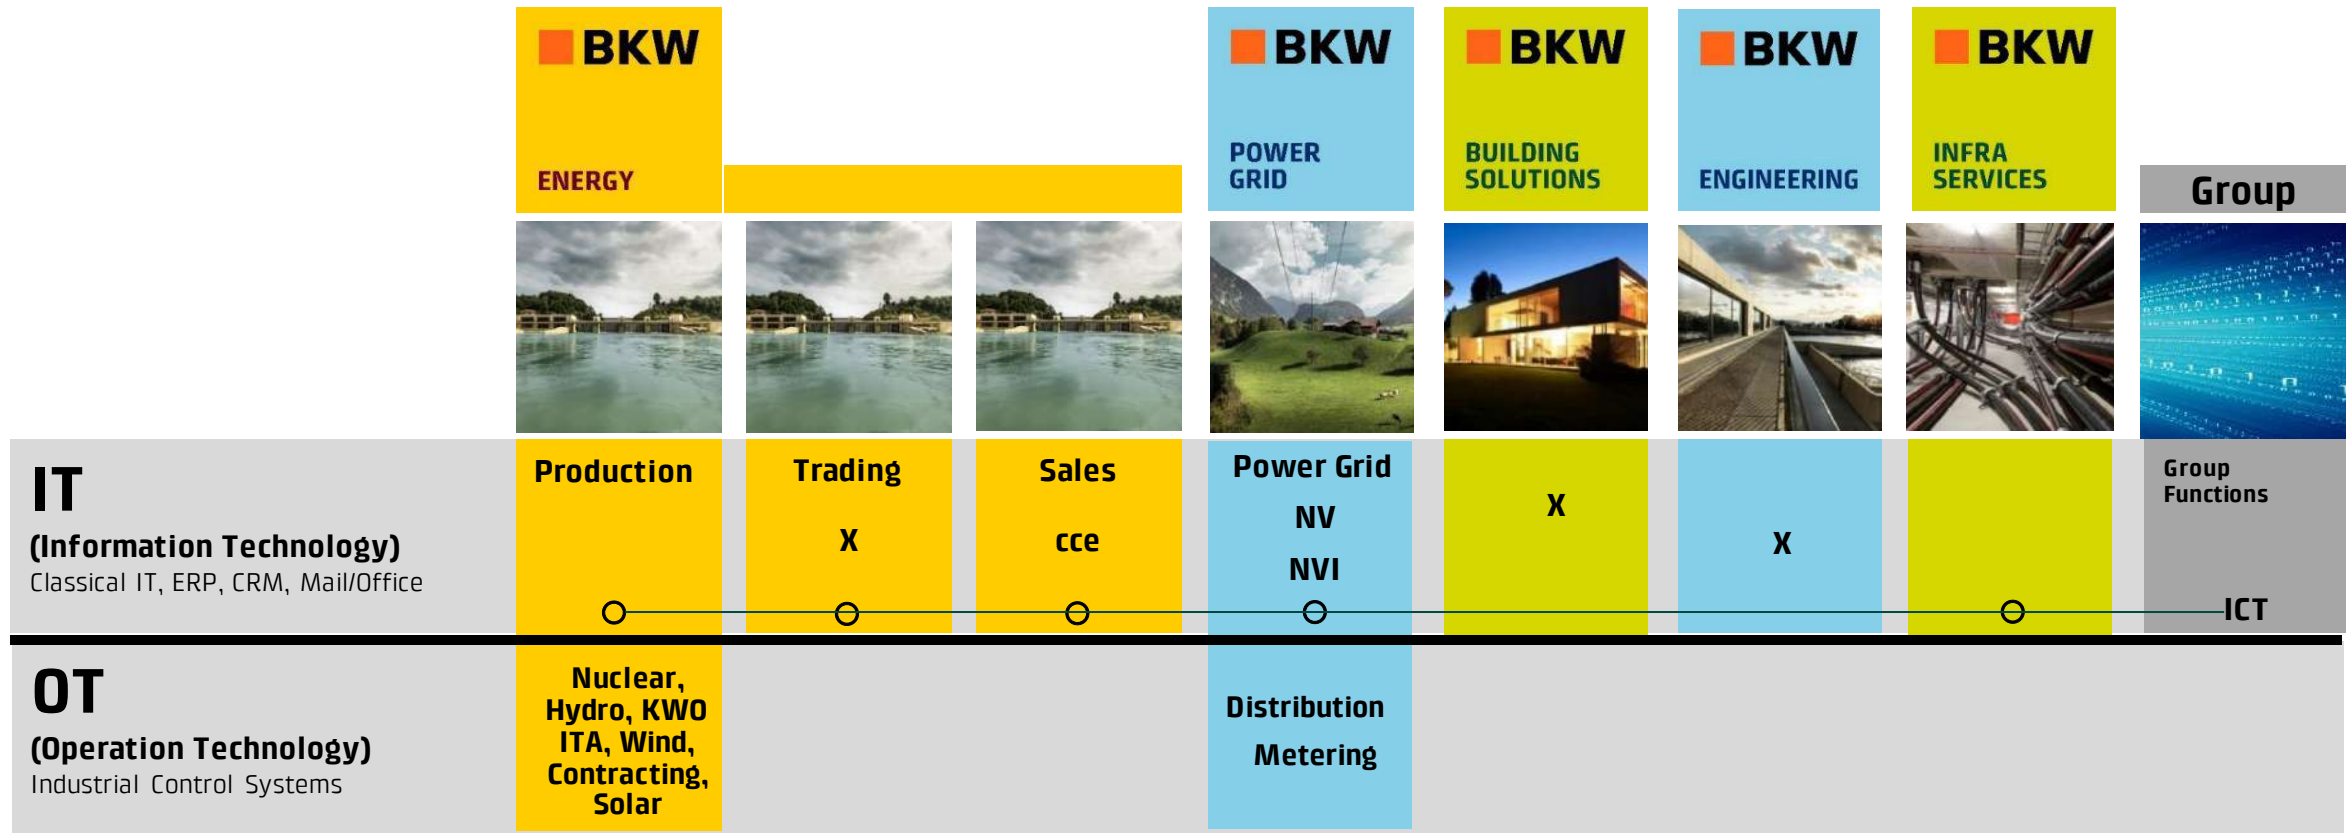 BKW
ENERGY
BKW
POWER
GRID
BKW
BUILDING
SOLUTIONS
BKW
ENGINEERING
BKW
INFRA
SERVICES
Group
IT
(Information Technology)
Classical IT, ERP, CRM, Mail/Office
Production
Trading
X
Sales
cce
Power Grid
NV
NVI
X
X
Group
Functions
ICT
OT
(Operation Technology)
Industrial Control Systems
Nuclear,
Hydro, KWO
ITA, Wind,
Contracting,
Solar
Distribution
Metering